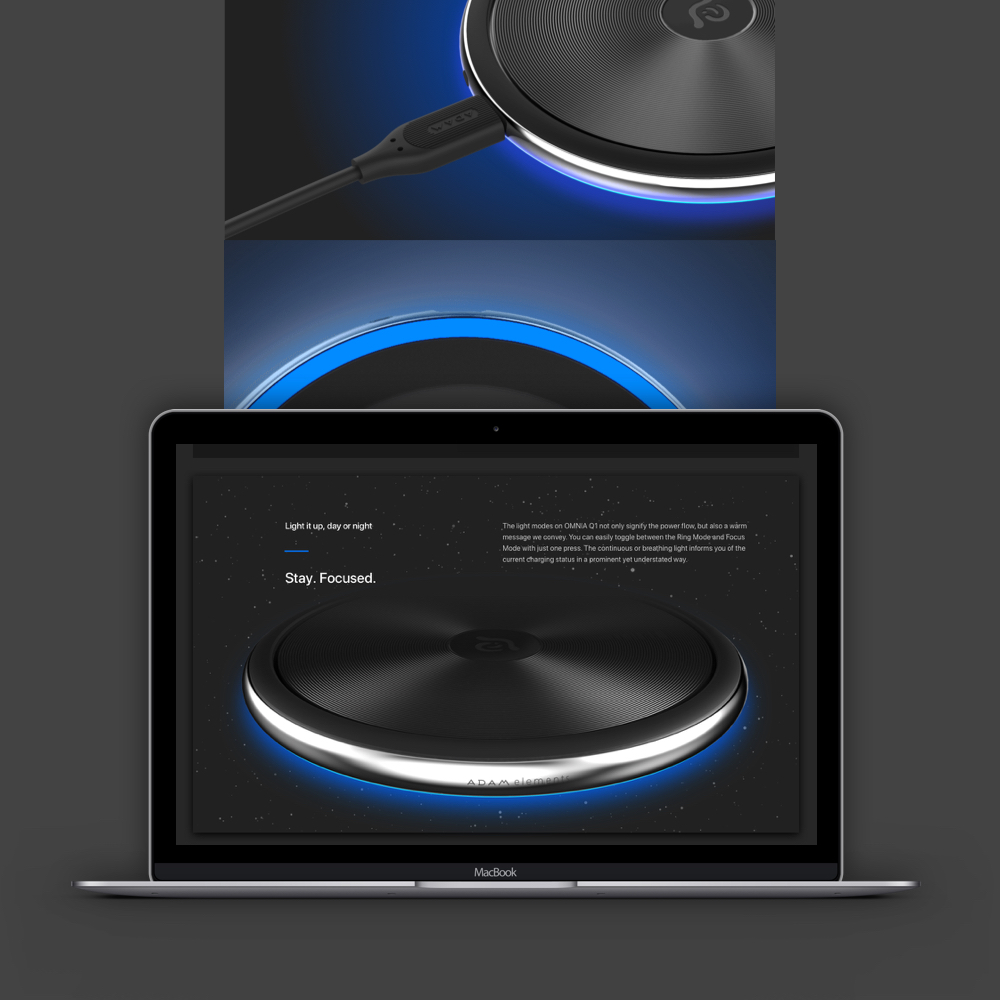 ADAM
Light it up, day or night
Stay. Focused.
The light modes on OMNIA Q1 not only signify the power flow, but also a warm
message we convey. You can easily toggle between the Ring Mode and Focus
Mode with just one press. The continuous or breathing light informs you of the
current charging status in a prominent yet understated way.
ADAM elements
MacBook